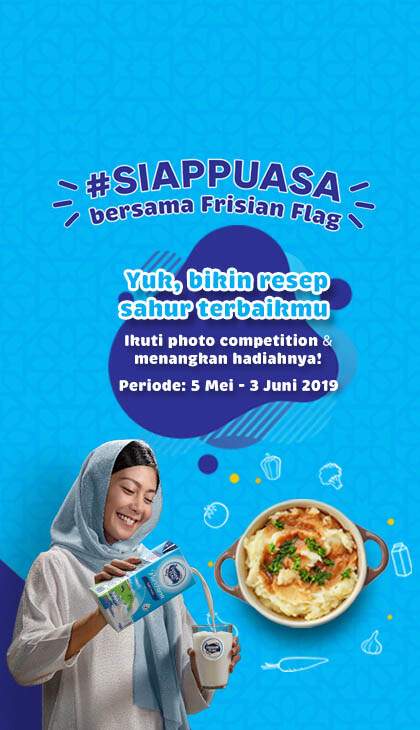 #SIAPPUASA
bersama Frisian Flag
Yuk, bikin resep
sahur terbaikmu
Ikuti photo competition &
menangkan hadiahnya!
Periode: 5 Mei - 3 Juni 2019